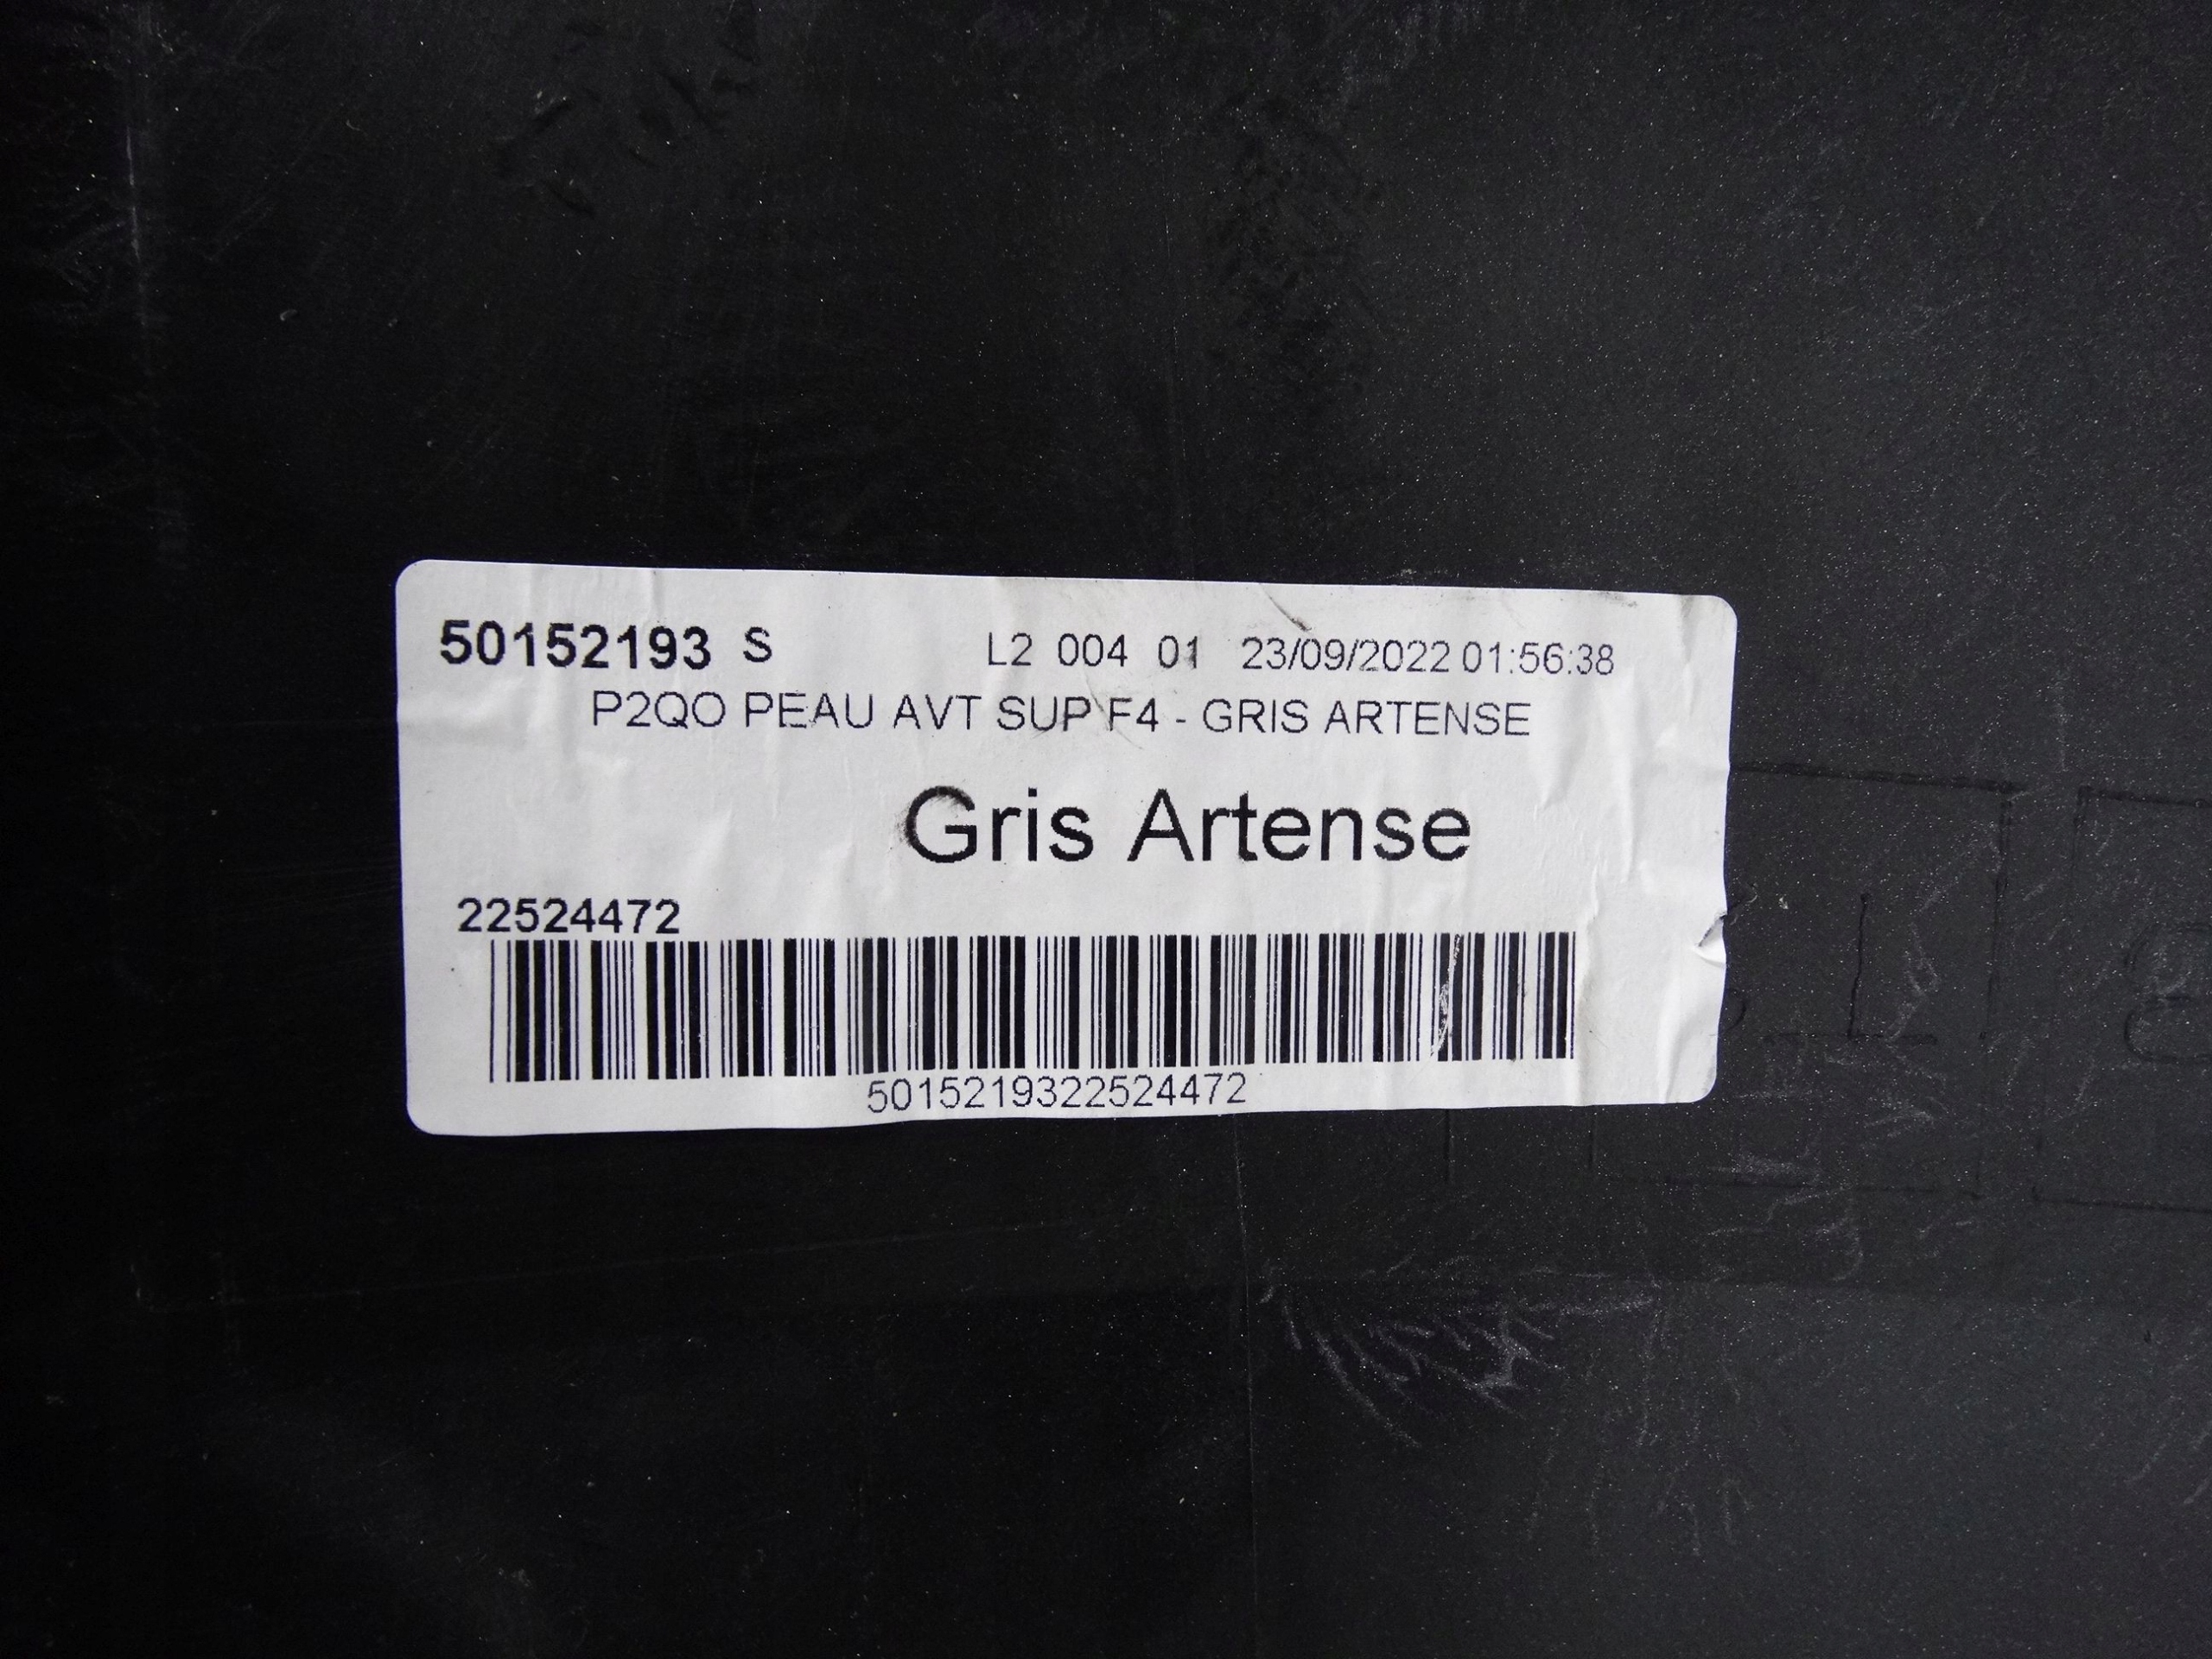 50152193 S L2 004 01 23/09/2022 01:56:38
P2QO PEAU AVT SUP F4 - GRIS ARTENSE
Gris Artense
22524472
5015219322524472